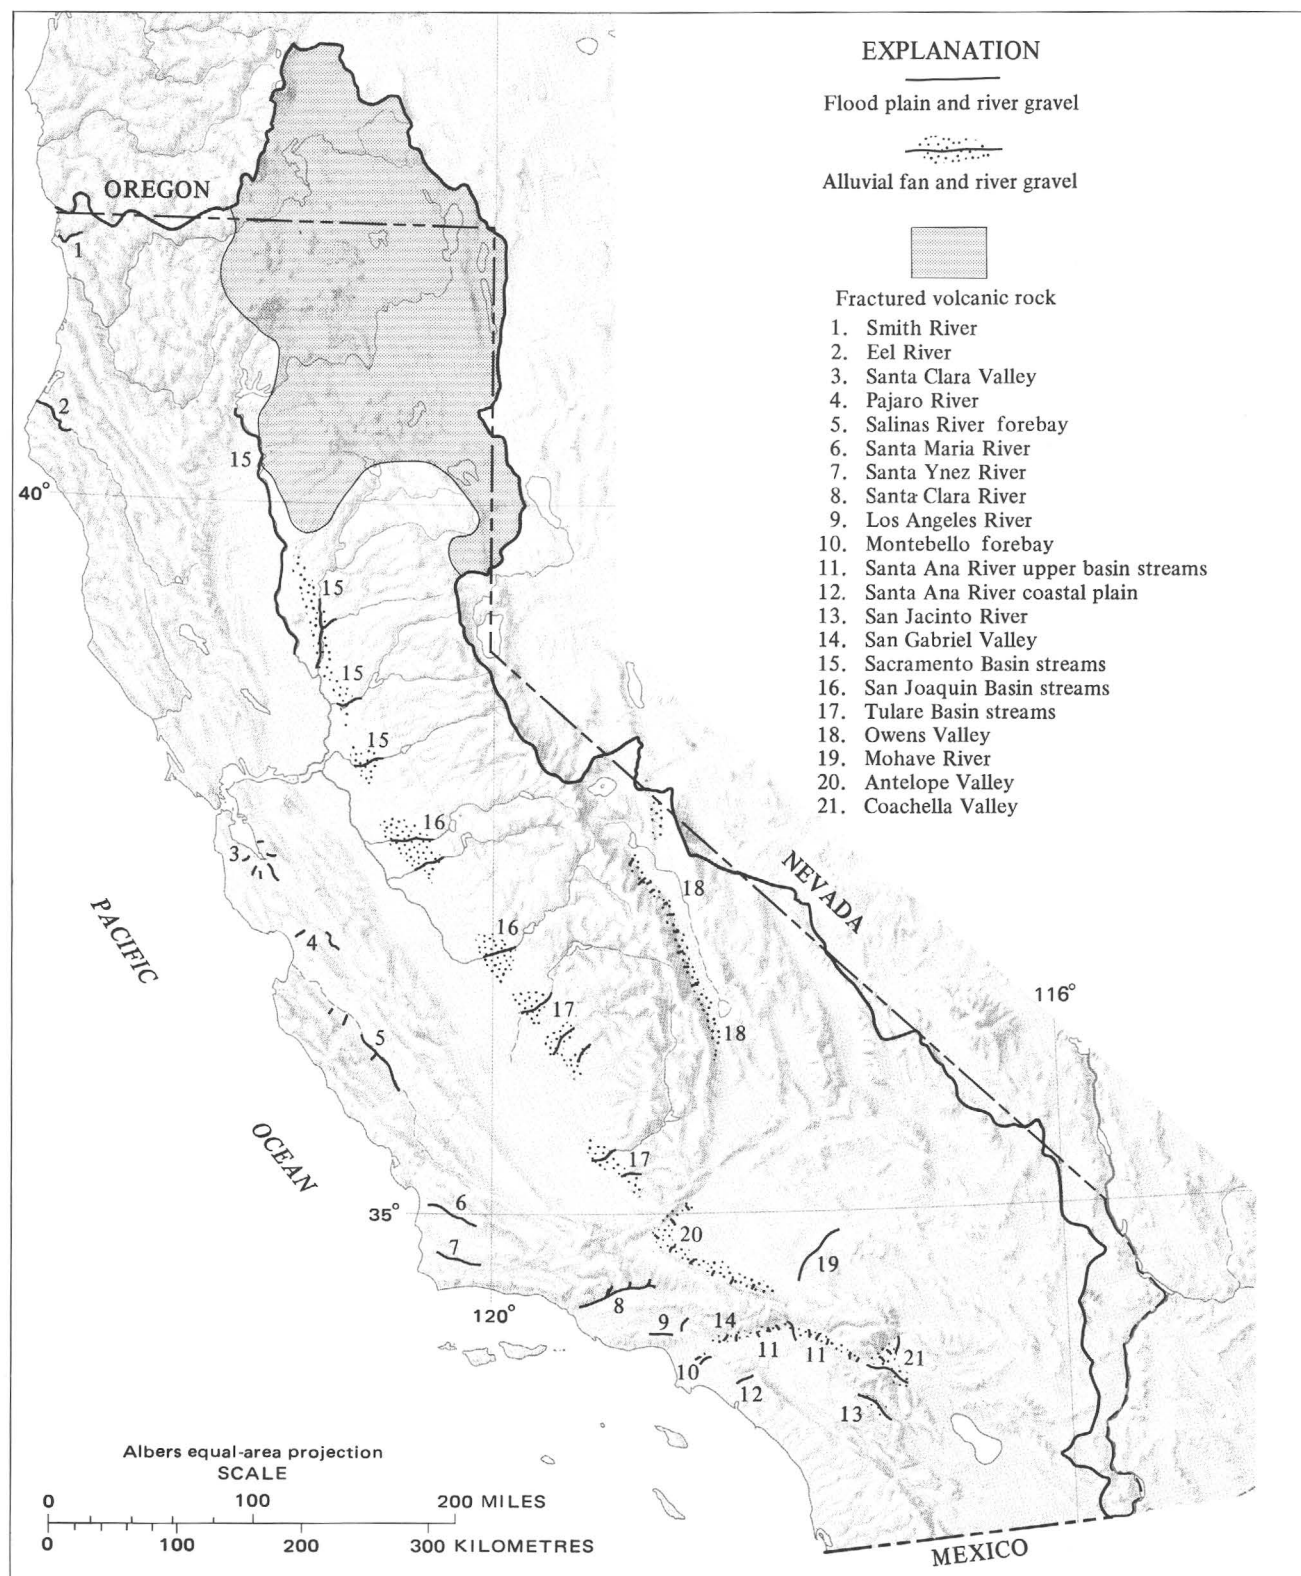 EXPLANATION
Flood plain and river gravel
Alluvial fan and river gravel
Fractured volcanic rock
1. Smith River
2. Eel River
3. Santa Clara Valley
4. Pajaro River
5. Salinas River forebay
6. Santa Maria River
7. Santa Ynez River
8. Santa Clara River
9. Los Angeles River
10. Montebello forebay
11. Santa Ana River upper basin streams
12. Santa Ana River coastal plain
13. San Jacinto River
14. San Gabriel Valley
15. Sacramento Basin streams
16. San Joaquin Basin streams
17. Tulare Basin streams
18. Owens Valley
19. Mohave River
20. Antelope Valley
21. Coachella Valley
OREGON
1
2
15
40°
15
15
15
16
3
NEVADA
18
PACIFIC
4
16
116°
17
18
5
OCEAN
17
6
35°
20
7
19
120°
8
9
14
11
11
21
10
12
13
Albers equal-area projection
SCALE
0 100 200 MILES
0 100 200 300 KILOMETRES
MEXICO